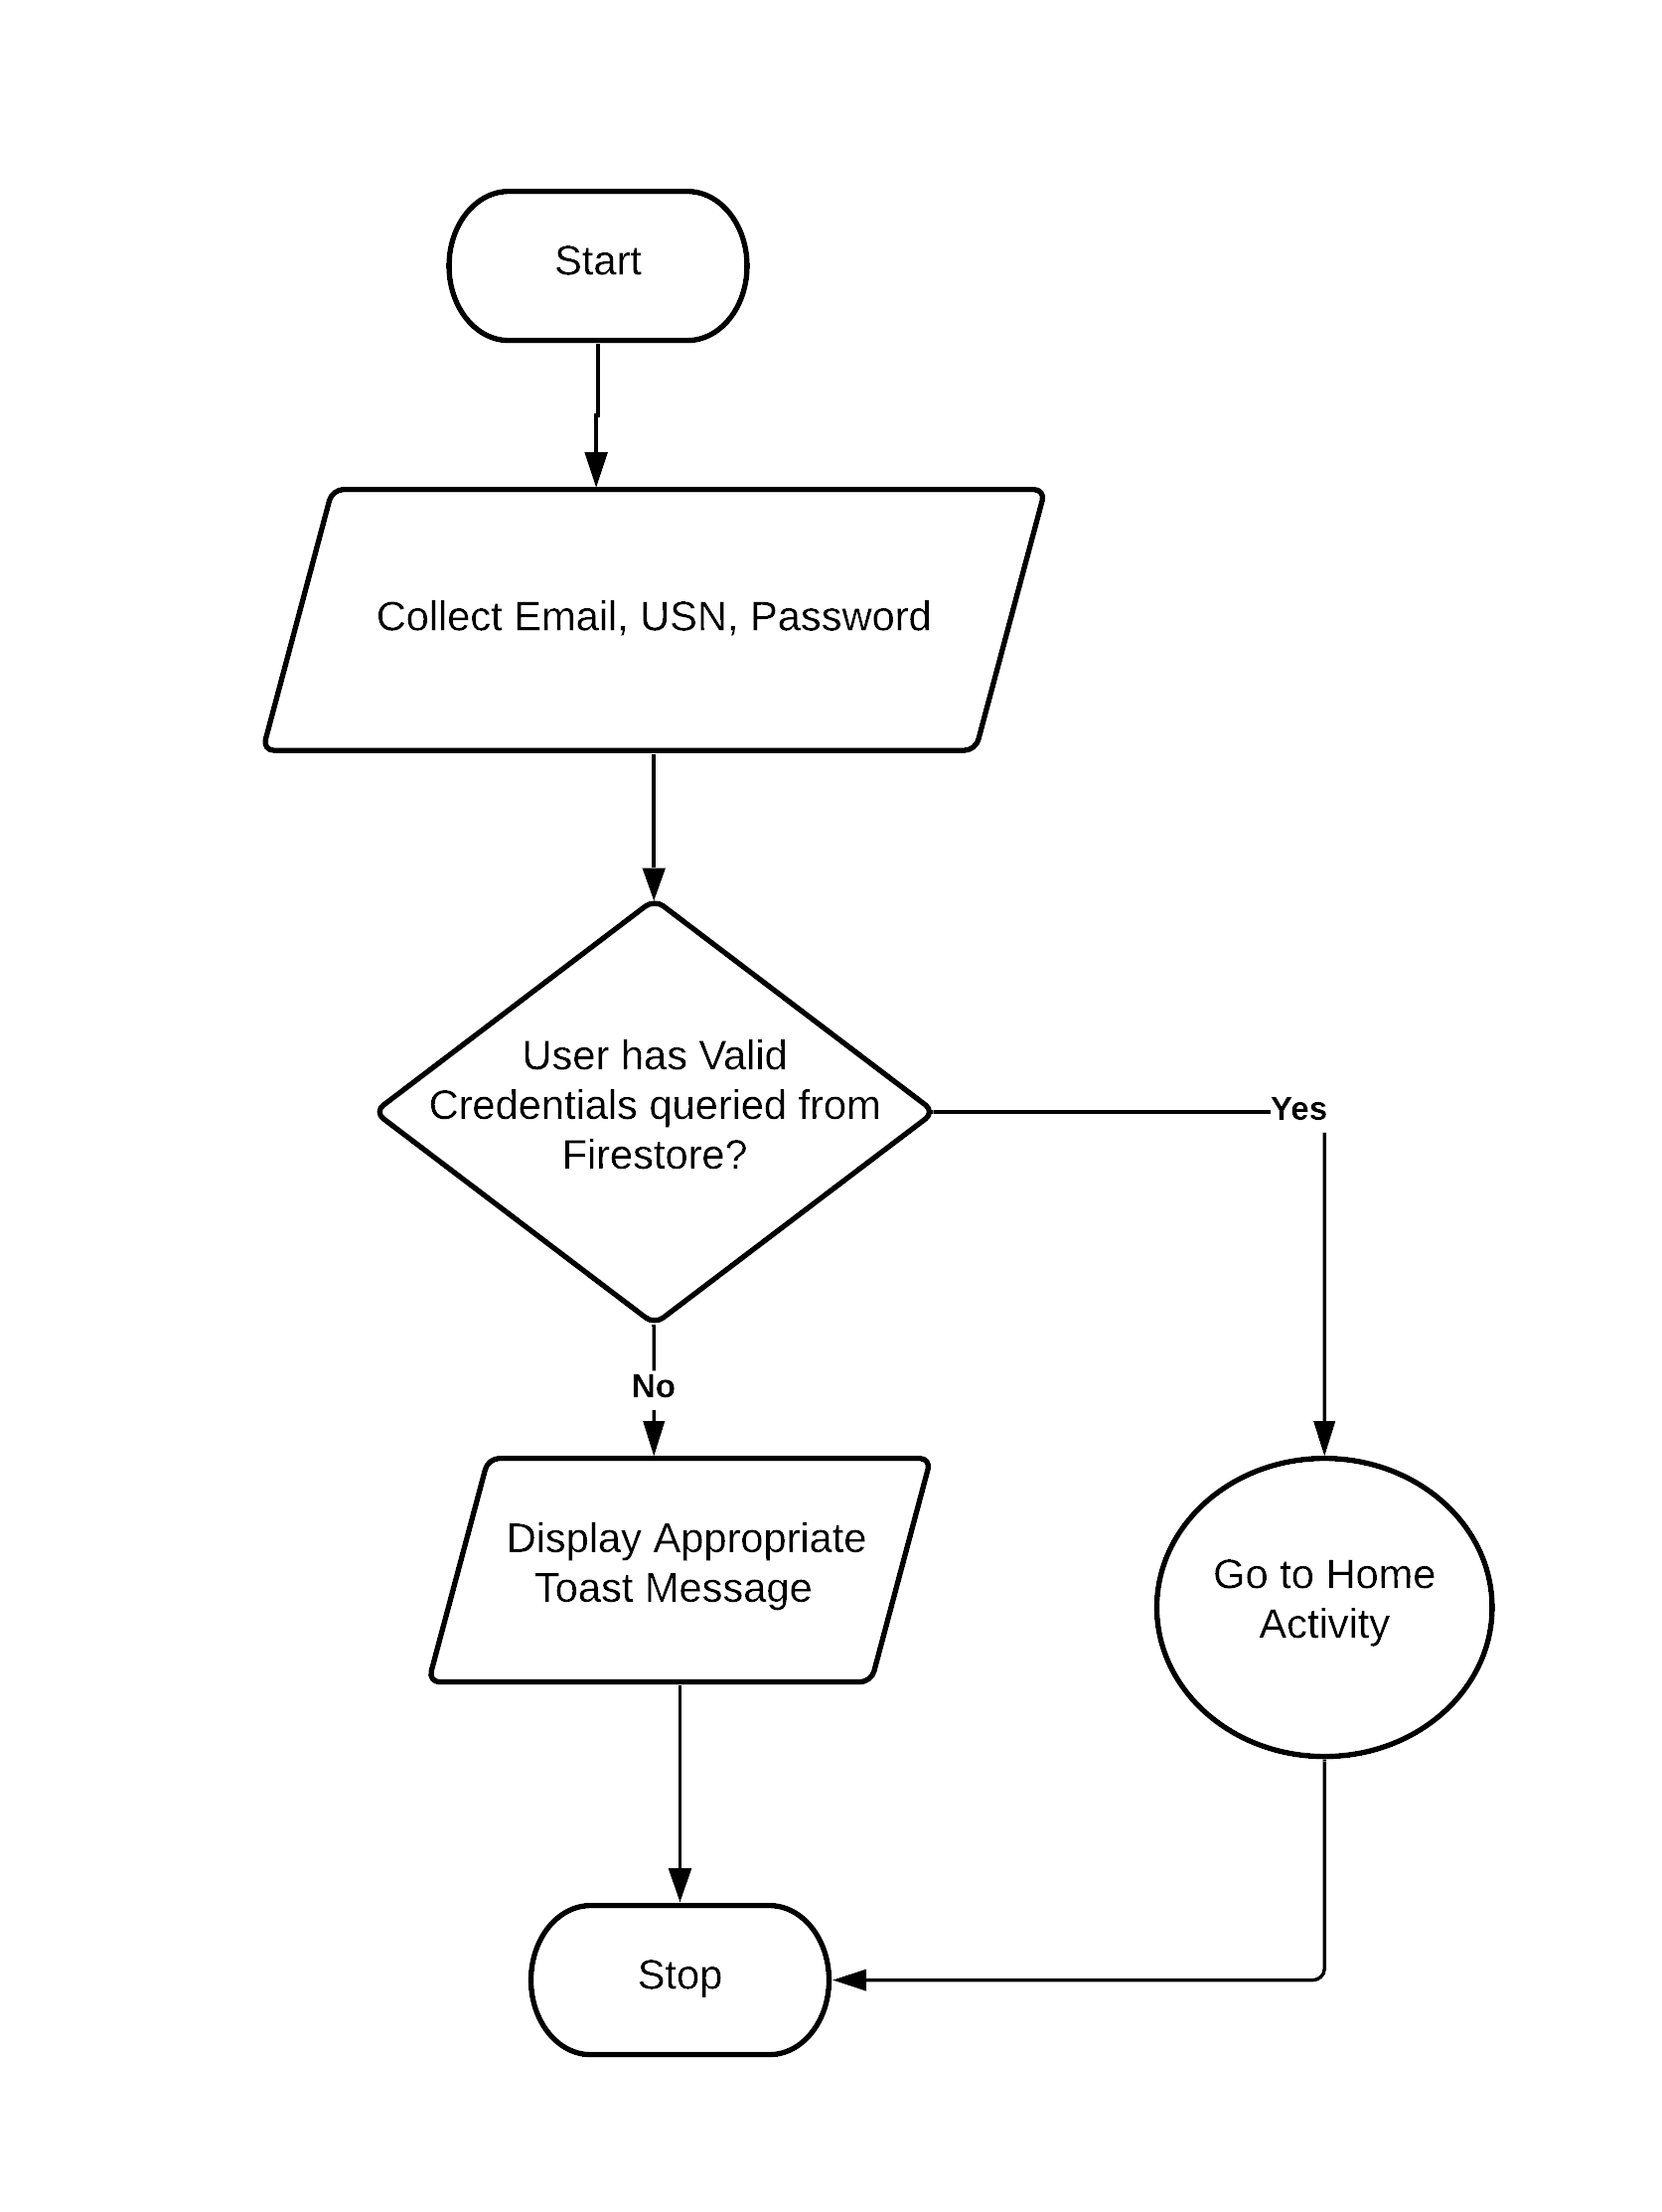 Start
Collect Email, USN, Password
User has Valid
Credentials queried from
Firestore?
Yes
No
Display Appropriate
Toast Message
Go to Home
Activity
Stop